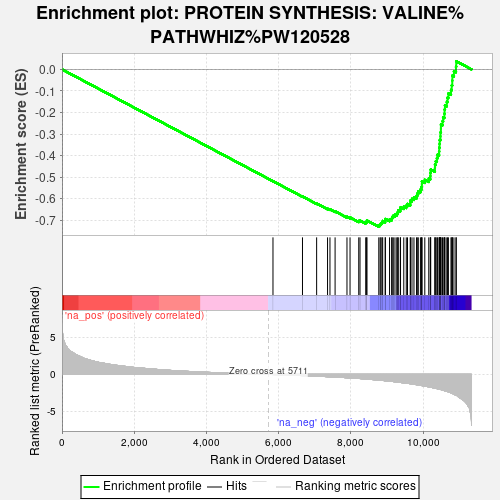 Enrichment plot: PROTEIN SYNTHESIS: VALINE%
PATHWHIZ%PW120528
Enrichment score (ES)
0.0
-0.1
-0.2
-0.3
-0.4
-0.5
-0.6
-0.7
'na_pos' (positively correlated)
Ranked list metric (PreRanked)
5
0
-5
Zero cross at 5711
'na_neg' (negatively correlated)
0
2,000
4,000
6,000
8,000
10,000
Rank in Ordered Dataset
Enrichment profile
Hits
Ranking metric scores